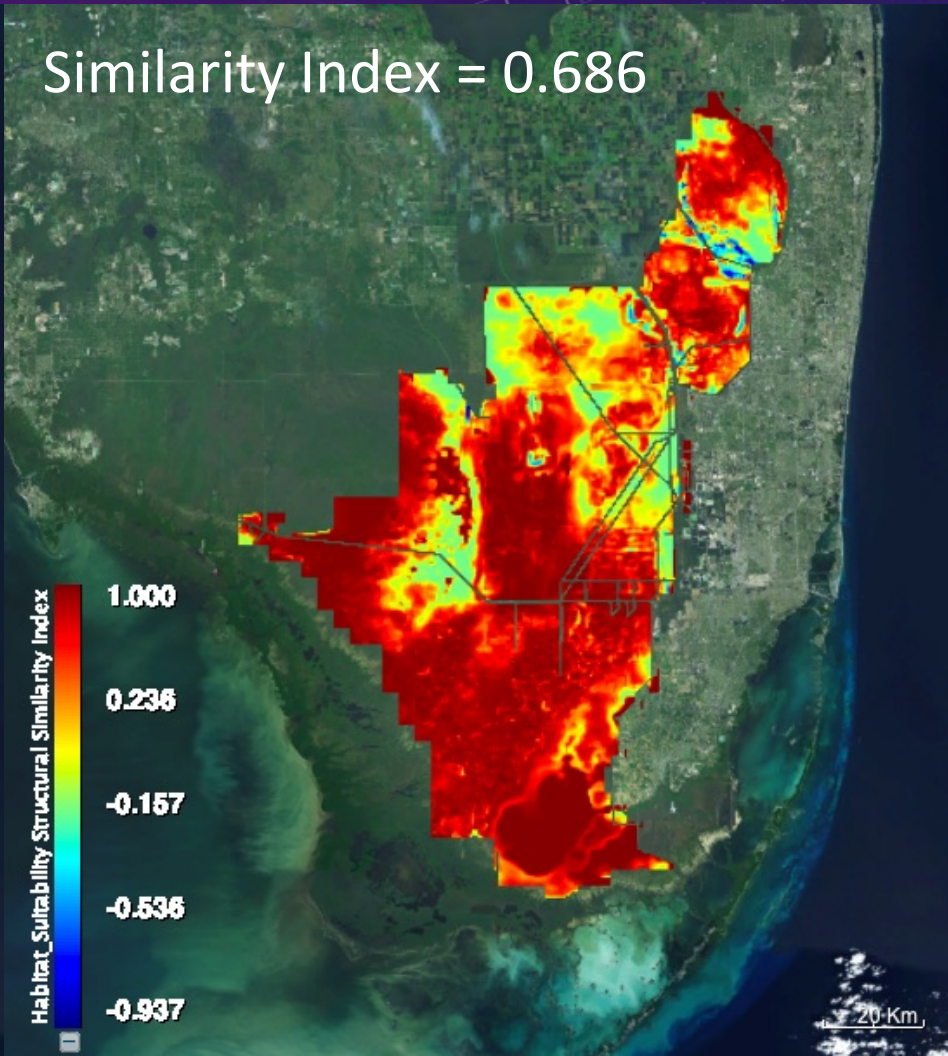 Similarity Index = 0.686
Habitat_Suitability Structural Similarity Index
1.000
0.236
-0.157
-0.536
-0.937
20 Km